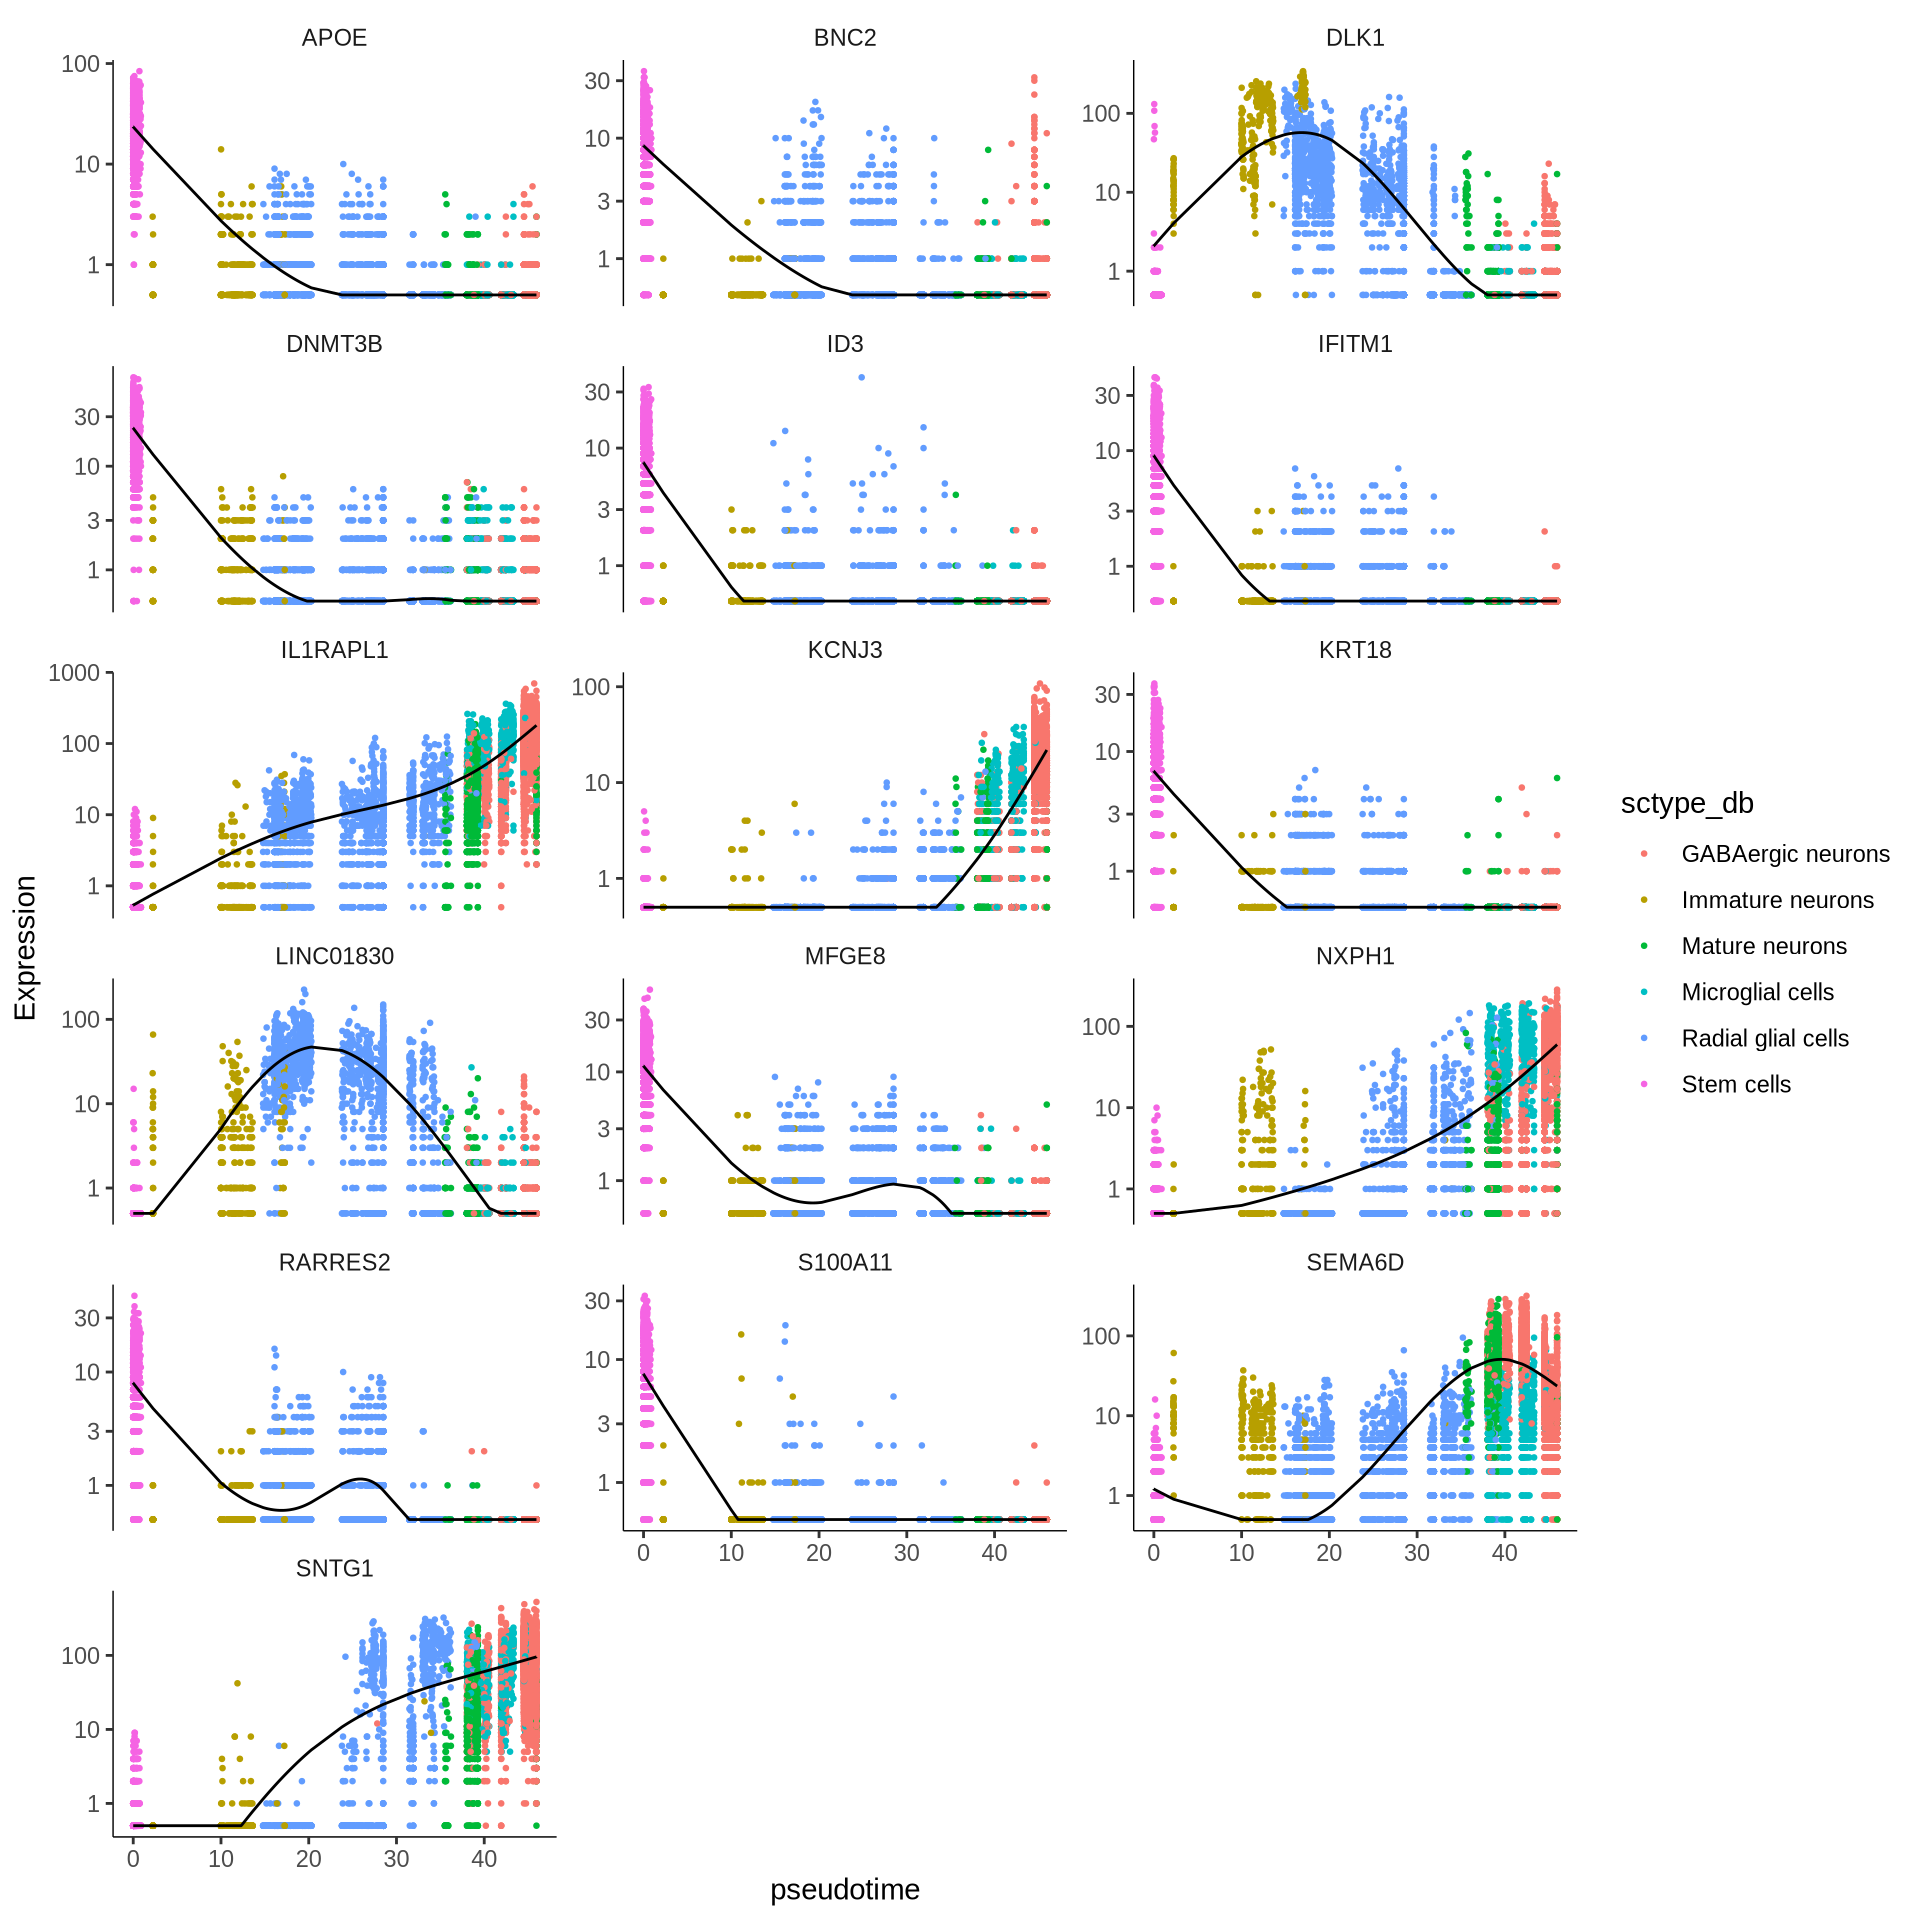 APOE
BNC2
DLK1
100
10
1
30
10
3
1
100
10
1
DNMT3B
ID3
IFITM1
30
10
3
1
30
10
3
1
30
10
3
1
IL1RAPL1
KCNJ3
KRT18
1000
100
10
1
100
10
1
30
10
3
1
LINC01830
MFGE8
NXPH1
100
10
1
30
10
3
1
100
10
1
RARRES2
S100A11
SEMA6D
30
10
3
1
30
10
3
1
100
10
1
0 10 20 30 40
0 10 20 30 40
SNTG1
100
10
1
0 10 20 30 40
Expression
pseudotime
sctype_db
GABAergic neurons
Immature neurons
Mature neurons
Microglial cells
Radial glial cells
Stem cells